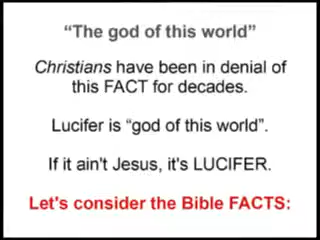 “The god of this world”
Christians have been in denial of
this FACT for decades.
Lucifer is “god of this world”.
If it ain't Jesus, it's LUCIFER.
Let's consider the Bible FACTS: